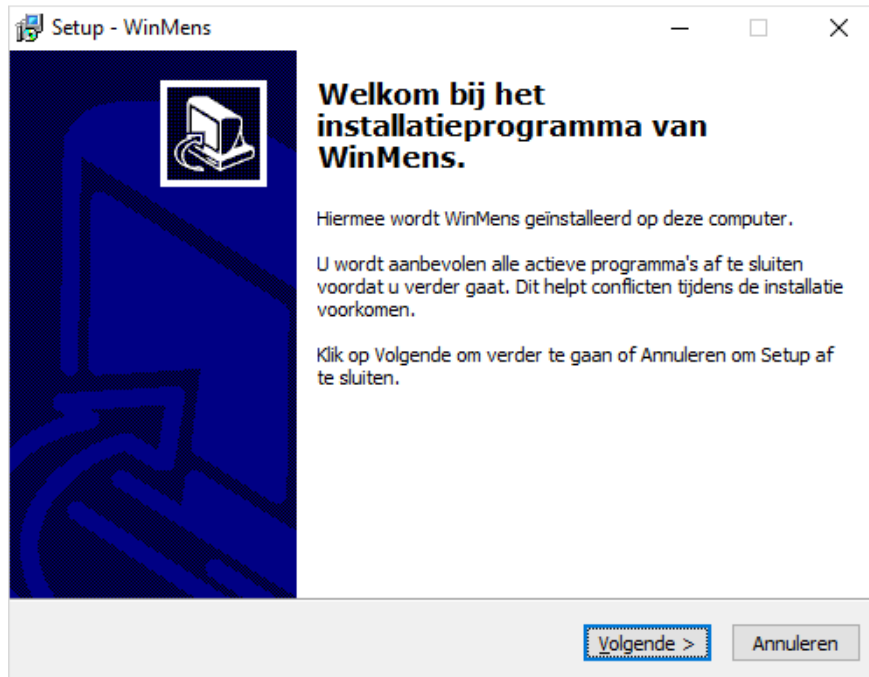 Setup - WinMens
Welkom bij het
installatieprogramma van
WinMens.
Hiermee wordt WinMens geïnstalleerd op deze computer.
U wordt aanbevolen alle actieve programma's af te sluiten
voordat u verder gaat. Dit helpt conflicten tijdens de installatie
voorkomen.
Klik op Volgende om verder te gaan of Annuleren om Setup af
te sluiten.
Volgende >
Annuleren